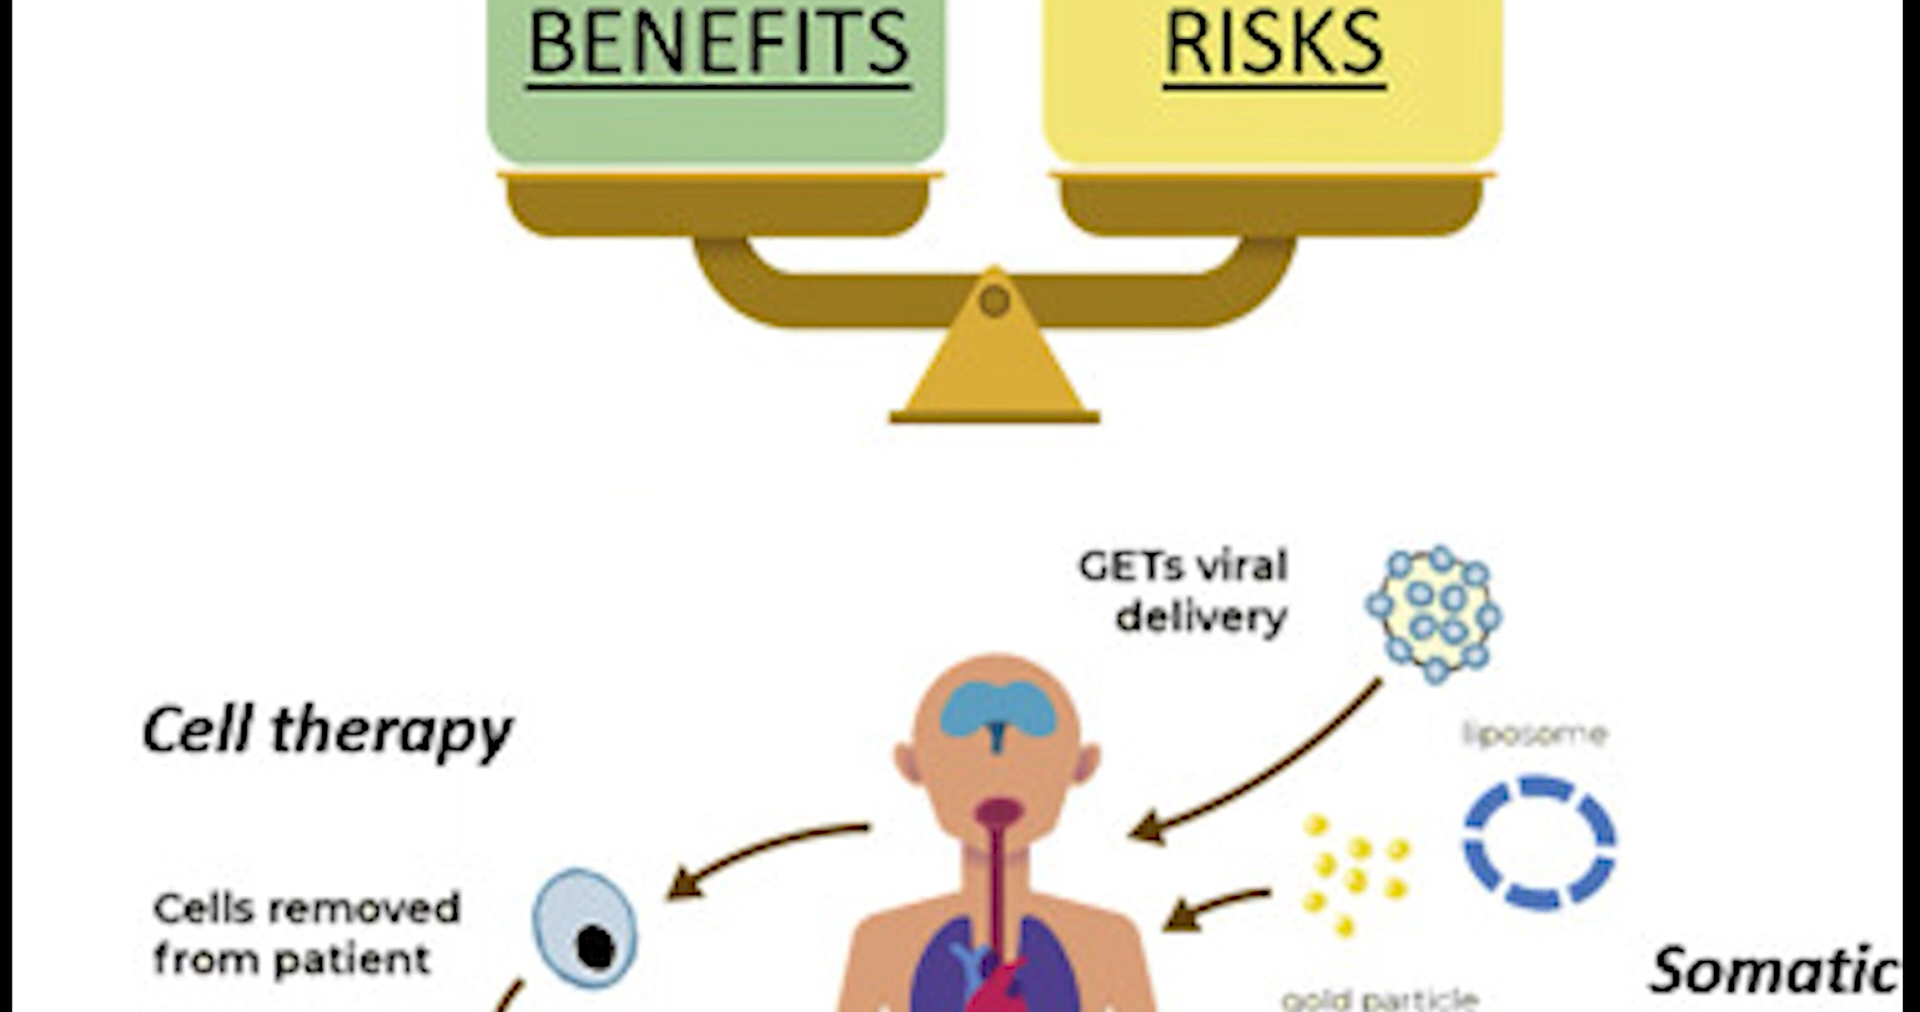 BENEFITS
RISKS
GETs viral
delivery
Cell therapy
liposome
Cells removed
from patient
Somatic
gold particle